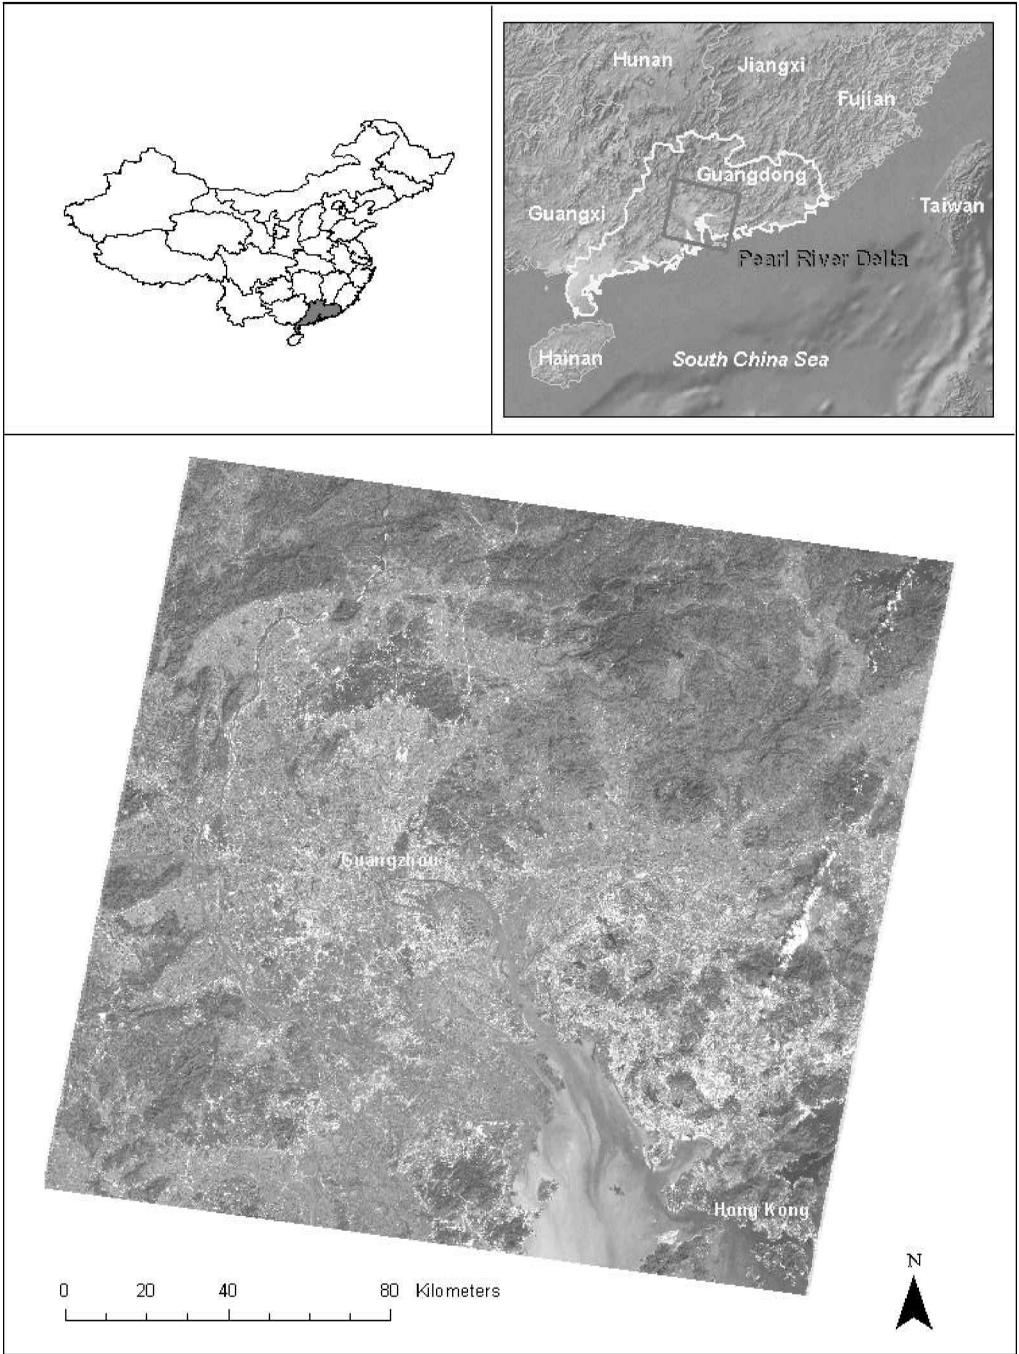 Hunan
Jiangxi
Fujian
Guangdong
Guangxi
Taiwan
Pearl River Delta
Hainan
South China Sea
Guangzhou
Hong Kong
N
0 20 40 80 Kilometers